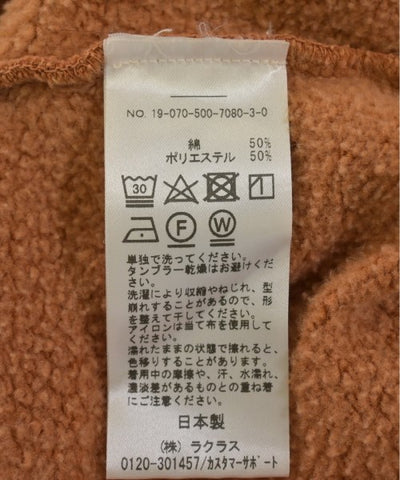 NO. 19-070-500-7080-3-0
綿 50%
ポリエステル 50%
30
1
F
W
単独で洗ってください。
タンブラー乾燥はお避けくだ
さい。
洗濯により収縮やねじれ、型
崩れすることがあるので、形
を整えて干してください。
アイロンは当て布を使用して
ください。
濡れたままの状態で擦れると、
色移りすることがあります。
着用中の摩擦や、汗、水濡れ、
濃淡差があるものとの重ね着
にご注意ください。
日本製
(株) ラクラス
0120-301457/カスタマーサポート